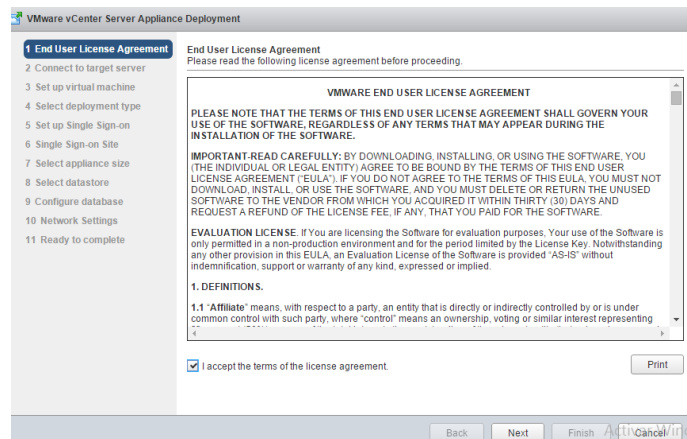 VMware vCenter Server Appliance Deployment
1 End User License Agreement
2 Connect to target server
3 Set up virtual machine
4 Select deployment type
5 Set up Single Sign-on
6 Single Sign-on Site
7 Select appliance size
8 Select datastore
9 Configure database
10 Network Settings
11 Ready to complete
End User License Agreement
Please read the following license agreement before proceeding.
VMWARE END USER LICENSE AGREEMENT
PLEASE NOTE THAT THE TERMS OF THIS END USER LICENSE AGREEMENT SHALL GOVERN YOUR
USE OF THE SOFTWARE, REGARDLESS OF ANY TERMS THAT MAY APPEAR DURING THE
INSTALLATION OF THE SOFTWARE.
IMPORTANT-READ CAREFULLY: BY DOWNLOADING, INSTALLING, OR USING THE SOFTWARE, YOU
(THE INDIVIDUAL OR LEGAL ENTITY) AGREE TO BE BOUND BY THE TERMS OF THIS END USER
LICENSE AGREEMENT (“EULA”). IF YOU DO NOT AGREE TO THE TERMS OF THIS EULA, YOU MUST NOT
DOWNLOAD, INSTALL, OR USE THE SOFTWARE, AND YOU MUST DELETE OR RETURN THE UNUSED
SOFTWARE TO THE VENDOR FROM WHICH YOU ACQUIRED IT WITHIN THIRTY (30) DAYS AND
REQUEST A REFUND OF THE LICENSE FEE, IF ANY, THAT YOU PAID FOR THE SOFTWARE.
EVALUATION LICENSE. If you are licensing the Software for evaluation purposes, Your use of the Software is
only permitted in a non-production environment and for the period limited by the License Key. Notwithstanding
any other provision in this EULA, an Evaluation License of the Software is provided “AS-IS” without
indemnification, support or warranty of any kind, expressed or implied.
1. DEFINITIONS.
1.1 “Affiliate” means, with respect to a party, an entity that is directly or indirectly controlled by or is under
common control with such party, where “control” means an ownership, voting or similar interest representing
I accept the terms of the license agreement.
Print
Back
Next
Finish
Cancel